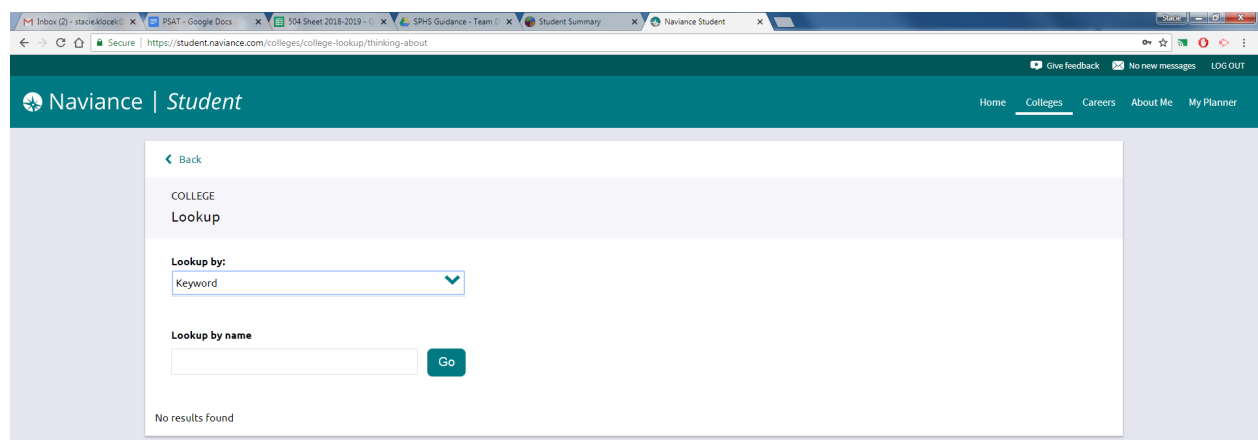 Inbox (2) - stacie.klocek@ PSAT - Google Docs 504 Sheet 2018-2019 - G SPHS Guidance - Team D Student Summary Naviance Student Stacie
Secure | https://student.naviance.com/colleges/college-lookup/thinking-about
Give feedback No new messages LOG OUT
Naviance | Student Home Colleges Careers About Me My Planner
Back
COLLEGE
Lookup
Lookup by:
Keyword
Lookup by name
Go
No results found